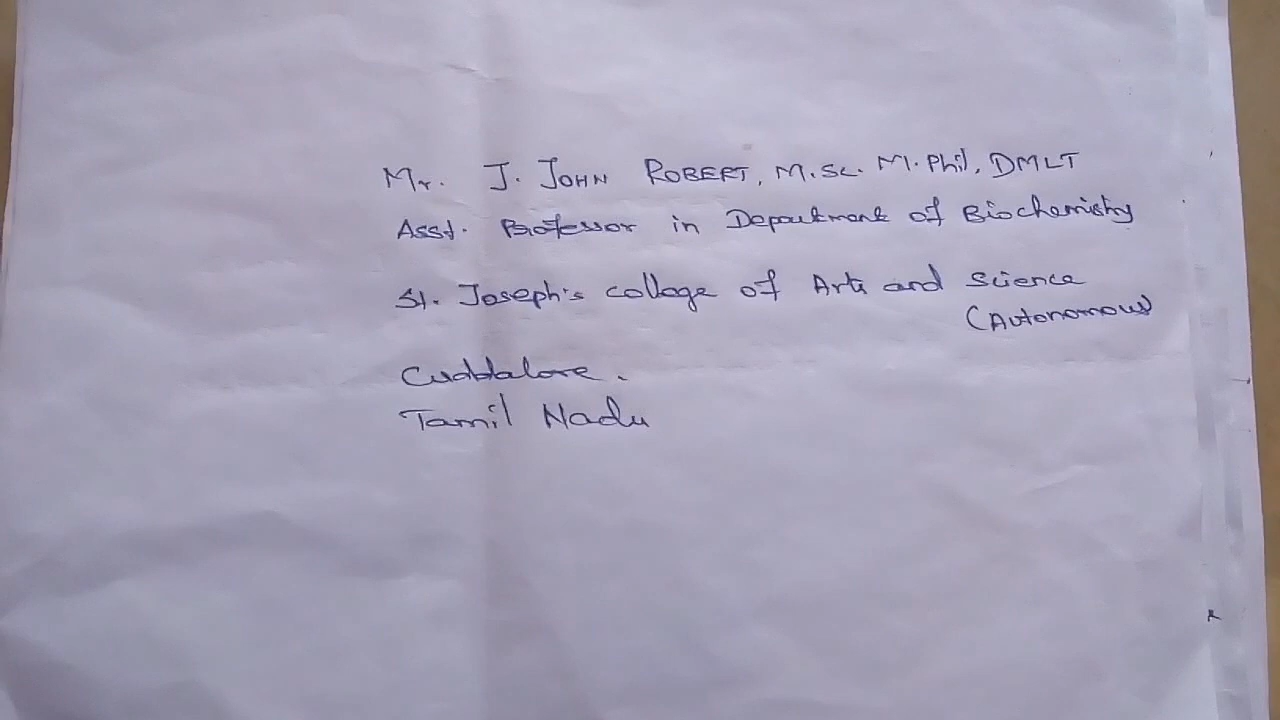 Mr. J. JOHN ROBERT, M.Sc. M.Phil, DMLT
Asst. Professor in Department of Biochemistry
St. Joseph's college of Arts and Science
(Autonomous)
Cuddalore.
Tamil Nadu